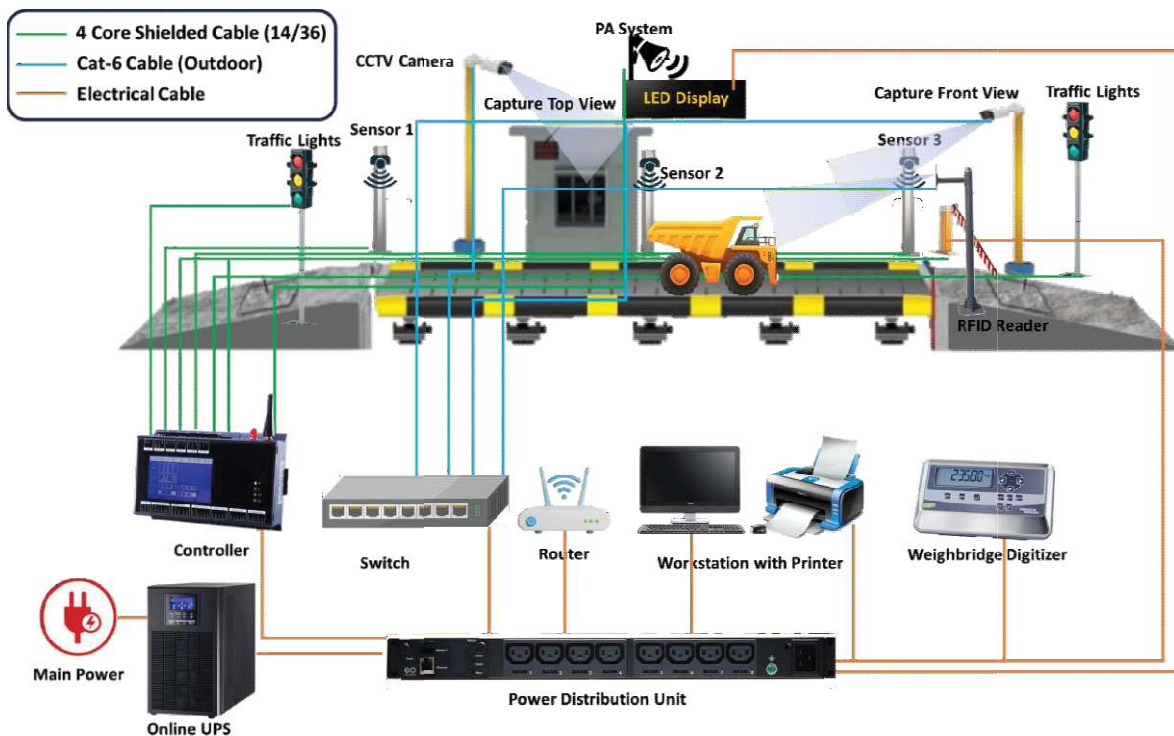 4 Core Shielded Cable (14/36)
Cat-6 Cable (Outdoor)
Electrical Cable
PA System
CCTV Camera
LED Display
Capture Top View
Capture Front View
Traffic Lights
Traffic Lights
Sensor 1
Sensor 2
Sensor 3
RFID Reader
Controller
Switch
Router
Workstation with Printer
Weighbridge Digitizer
Main Power
Online UPS
Power Distribution Unit